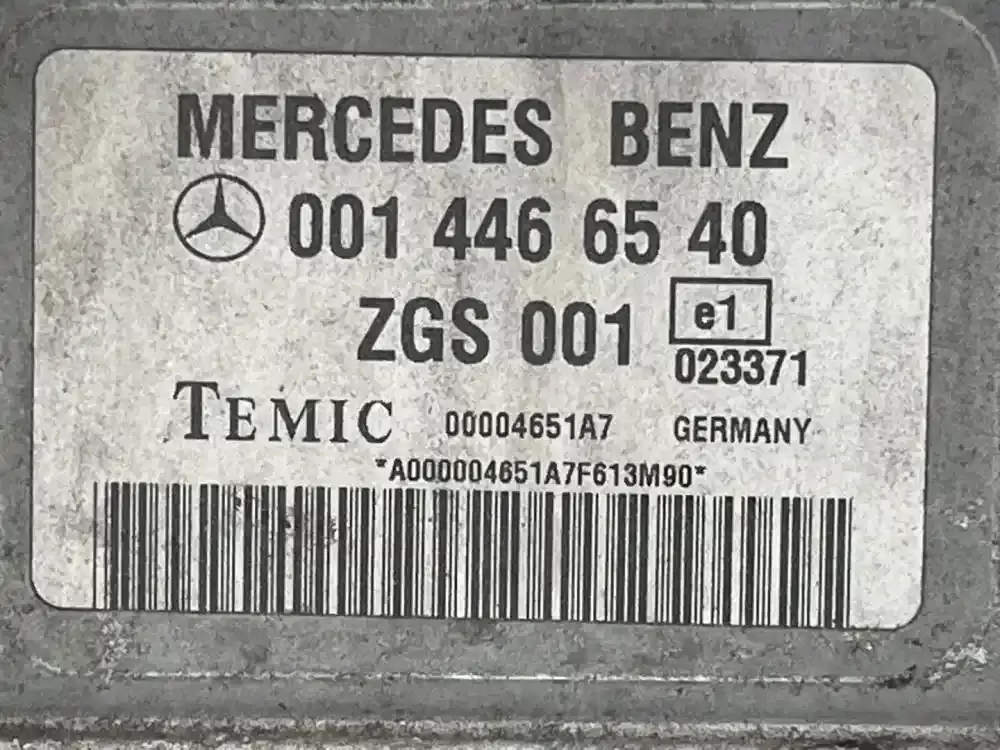 MERCEDES BENZ
001 446 65 40
ZGS 001 e1
023371
TEMIC 00004651A7 GERMANY
*A000004651A7F613M90*